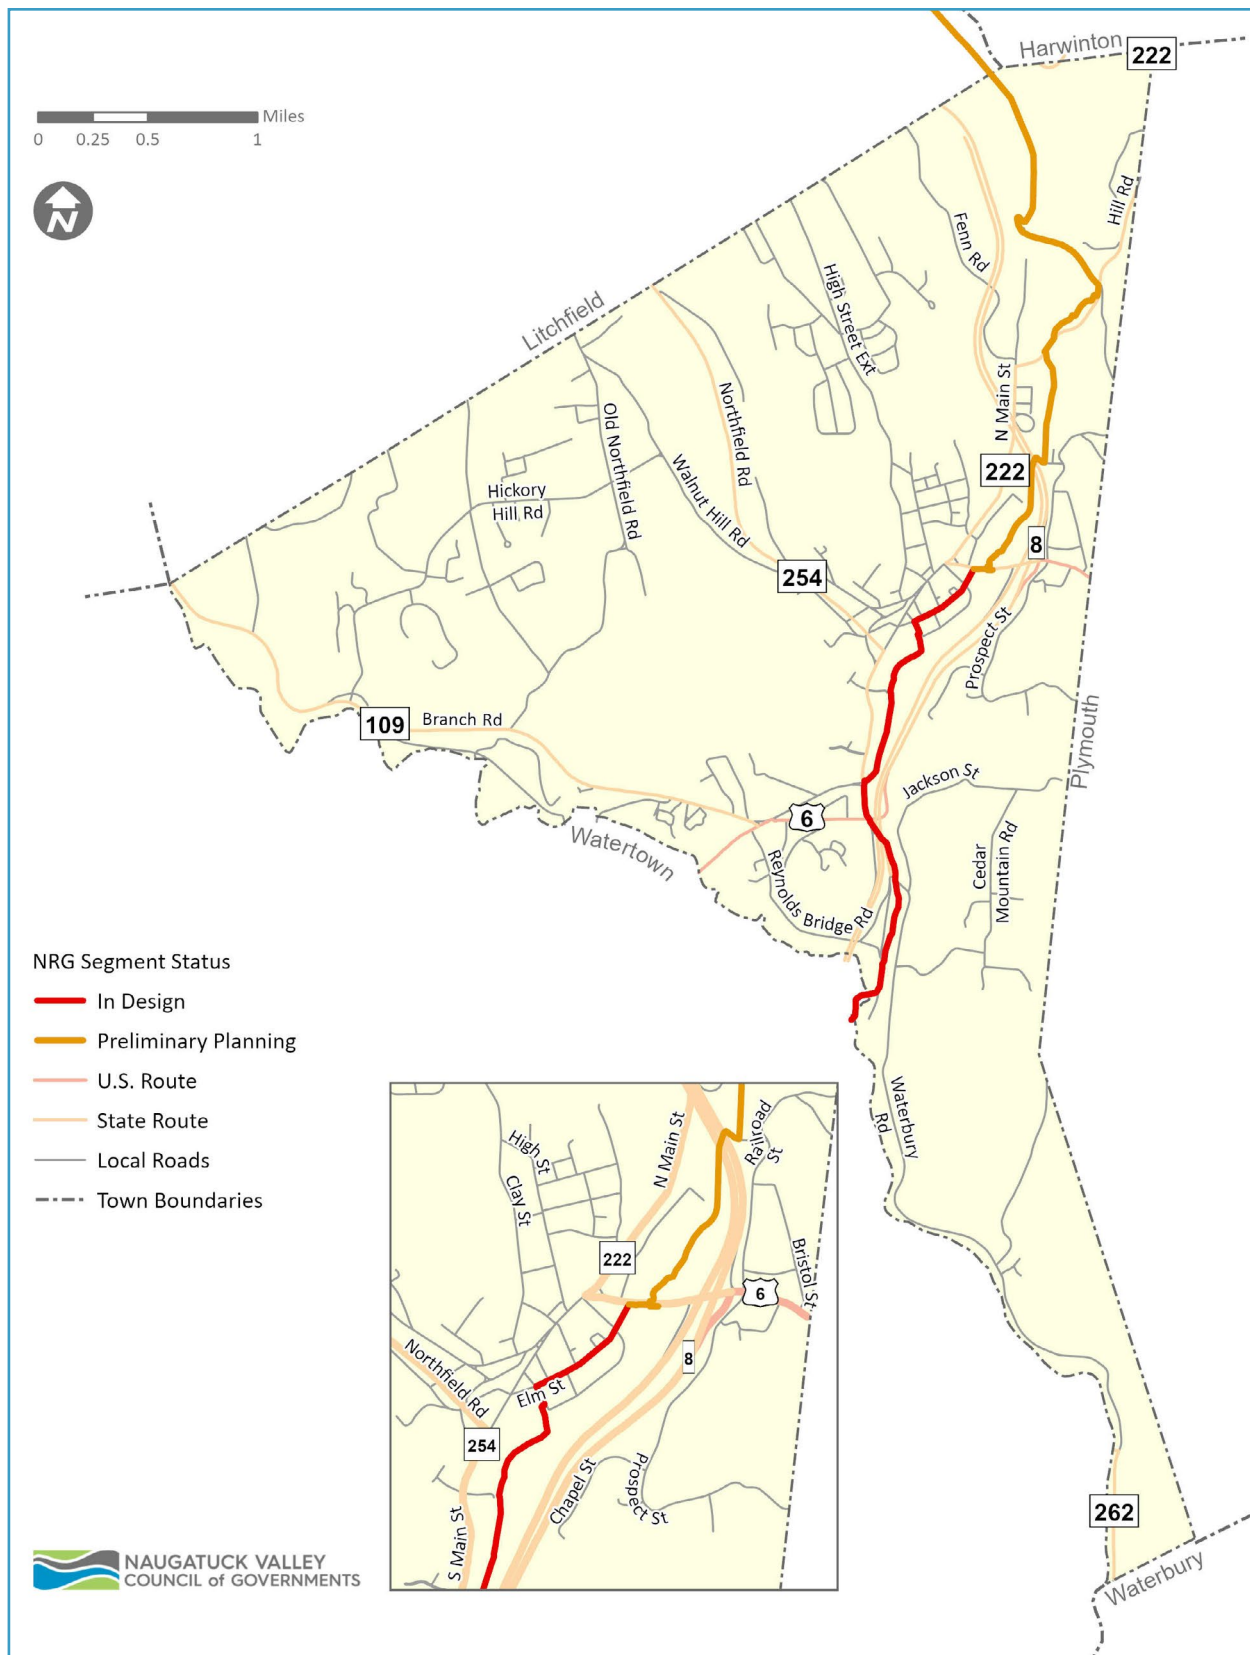 Harwinton
222
Miles
0 0.25 0.5 1
N
Hill Rd
Fenn Rd
High Street Ext
Litchfield
N Main St
Northfield Rd
Old Northfield Rd
Walnut Hill Rd
222
Hickory
Hill Rd
8
254
Prospect St
109
Branch Rd
Plymouth
Jackson St
6
Watertown
Cedar
Mountain Rd
Reynolds Bridge Rd
NRG Segment Status
In Design
Preliminary Planning
U.S. Route
State Route
Local Roads
Town Boundaries
Waterbury
Rd
High St
N Main St
Railroad
St
Clay St
222
Bristol St
6
8
Northfield Rd
Elm St
254
Chapel St
Prospect St
S Main St
262
Waterbury
NAUGATUCK VALLEY
COUNCIL of GOVERNMENTS